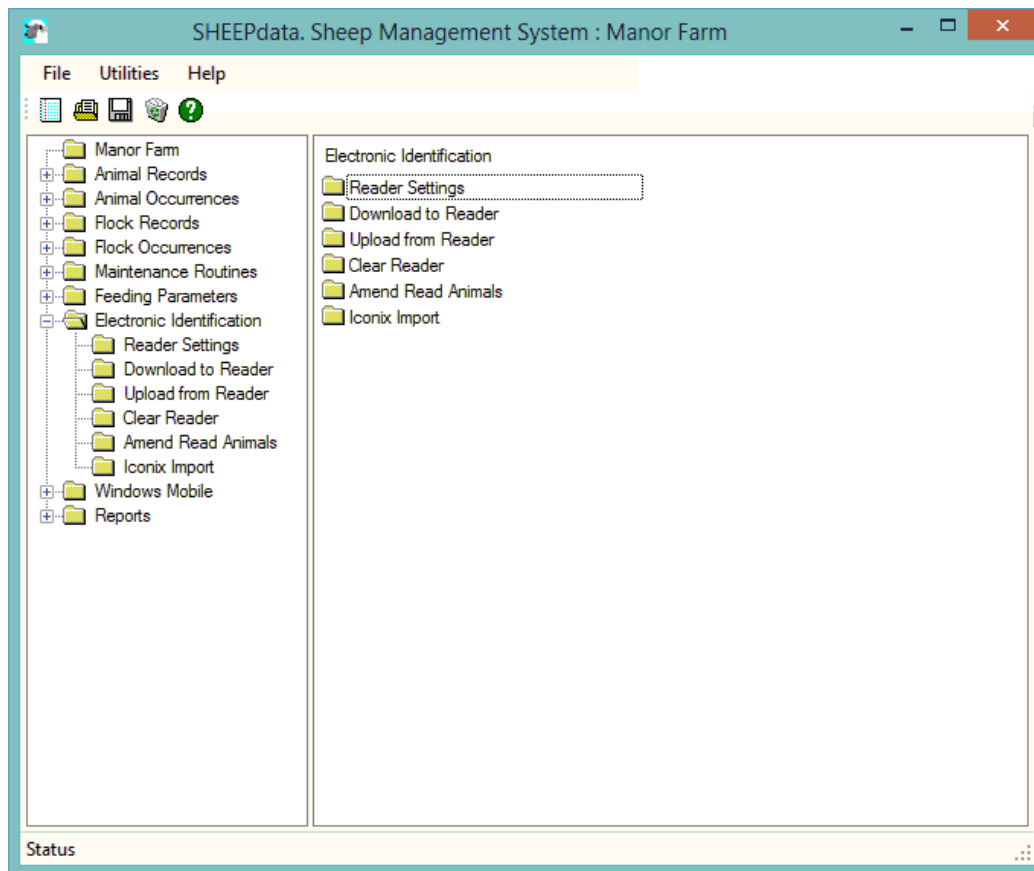 SHEEPdata. Sheep Management System : Manor Farm
File Utilities Help
Manor Farm
Animal Records
Animal Occurrences
Flock Records
Flock Occurrences
Maintenance Routines
Feeding Parameters
Electronic Identification
Reader Settings
Download to Reader
Upload from Reader
Clear Reader
Amend Read Animals
Iconix Import
Windows Mobile
Reports
Electronic Identification
Reader Settings
Download to Reader
Upload from Reader
Clear Reader
Amend Read Animals
Iconix Import
Status